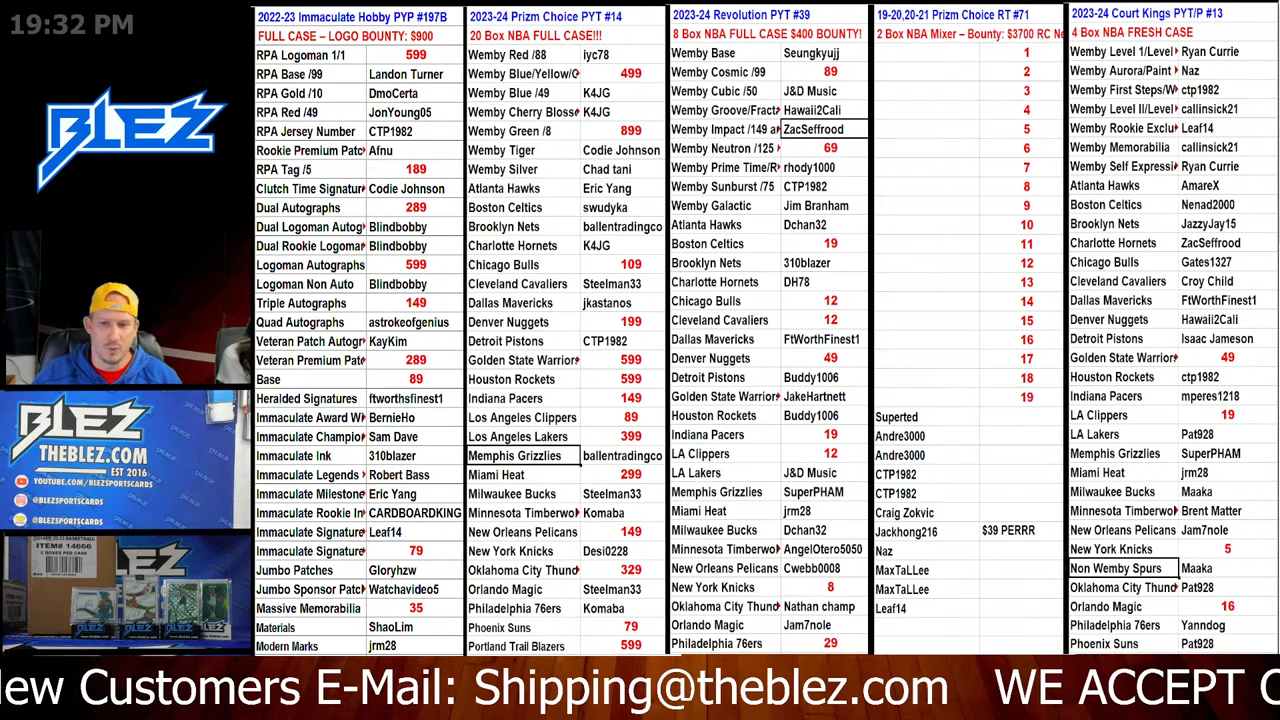 19:32 PM
BLEZ
BLEZ
THEBLEZ.COM
EST 2016
YOUTUBE.COM/BLEZSPORTSCARDS
@BLEZSPORTSCARDS
@BLEZSPORTSCARDS
ITEM# 14666
2022-23 Immaculate Hobby PYP #197B
FULL CASE – LOGO BOUNTY: $900
RPA Logoman 1/1 599
RPA Base /99 Landon Turner
RPA Gold /10 DmoCerta
RPA Red /49 JonYoung05
RPA Jersey Number CTP1982
Rookie Premium Patc Afnu
RPA Tag /5 189
Clutch Time Signatur Codie Johnson
Dual Autographs 289
Dual Logoman Autog Blindbobby
Dual Rookie Logomar Blindbobby
Logoman Autographs 599
Logoman Non Auto Blindbobby
Triple Autographs 149
Quad Autographs astrokeofgenius
Veteran Patch Autogr KayKim
Veteran Premium Pat 289
Base 89
Heralded Signatures ftworthsfinest1
Immaculate Award W BernieHo
Immaculate Champio Sam Dave
Immaculate Ink 310blazer
Immaculate Legends Robert Bass
Immaculate Milestone Eric Yang
Immaculate Rookie In CARDBOARDKING
Immaculate Signature Leaf14
Immaculate Signature 79
Jumbo Patches Gloryhzw
Jumbo Sponsor Patc Watchavideo5
Massive Memorabilia 35
Materials ShaoLim
Modern Marks jrm28
2023-24 Prizm Choice PYT #14
20 Box NBA FULL CASE!!!
Wemby Red /88 iyc78
Wemby Blue/Yellow/C 499
Wemby Blue /49 K4JG
Wemby Cherry Bloss K4JG
Wemby Green /8 899
Wemby Tiger Codie Johnson
Wemby Silver Chad tani
Atlanta Hawks Eric Yang
Boston Celtics swudyka
Brooklyn Nets ballentradingco
Charlotte Hornets K4JG
Chicago Bulls 109
Cleveland Cavaliers Steelman33
Dallas Mavericks jkastanos
Denver Nuggets 199
Detroit Pistons CTP1982
Golden State Warrior 599
Houston Rockets 599
Indiana Pacers 149
Los Angeles Clippers 89
Los Angeles Lakers 399
Memphis Grizzlies ballentradingco
Miami Heat 299
Milwaukee Bucks Steelman33
Minnesota Timberwo Komaba
New Orleans Pelicans 149
New York Knicks Desi0228
Oklahoma City Thund 329
Orlando Magic Steelman33
Philadelphia 76ers Komaba
Phoenix Suns 79
Portland Trail Blazers 599
2023-24 Revolution PYT #39
8 Box NBA FULL CASE $400 BOUNTY!
Wemby Base Seungkyujj
Wemby Cosmic /99 89
Wemby Cubic /50 J&D Music
Wemby Groove/Fract Hawaii2Cali
Wemby Impact /149 a ZacSeffrood
Wemby Neutron /125 69
Wemby Prime Time/R rhody1000
Wemby Sunburst /75 CTP1982
Wemby Galactic Jim Branham
Atlanta Hawks Dchan32
Boston Celtics 19
Brooklyn Nets 310blazer
Charlotte Hornets DH78
Chicago Bulls 12
Cleveland Cavaliers 12
Dallas Mavericks FtWorthFinest1
Denver Nuggets 49
Detroit Pistons Buddy1006
Golden State Warrior JakeHartnett
Houston Rockets Buddy1006
Indiana Pacers 19
LA Clippers 12
LA Lakers J&D Music
Memphis Grizzlies SuperPHAM
Miami Heat jrm28
Milwaukee Bucks Dchan32
Minnesota Timberwo AngelOtero5050
New Orleans Pelicans Cwebb0008
New York Knicks 8
Oklahoma City Thund Nathan champ
Orlando Magic Jam7nole
Philadelphia 76ers 29
19-20,20-21 Prizm Choice RT #71
2 Box NBA Mixer – Bounty: $3700 RC Ne
1
2
3
4
5
6
7
8
9
10
11
12
13
14
15
16
17
18
19
Superted
Andre3000
Andre3000
CTP1982
CTP1982
Craig Zokvic
Jackhong216 $39 PERRR
Naz
MaxTaLLee
MaxTaLLee
Leaf14
2023-24 Court Kings PYT/P #13
4 Box NBA FRESH CASE
Wemby Level 1/Level Ryan Currie
Wemby Aurora/Paint Naz
Wemby First Steps/W ctp1982
Wemby Level II/Level callinsick21
Wemby Rookie Exclu Leaf14
Wemby Memorabilia callinsick21
Wemby Self Expressi Ryan Currie
Atlanta Hawks AmareX
Boston Celtics Nenad2000
Brooklyn Nets JazzyJay15
Charlotte Hornets ZacSeffrood
Chicago Bulls Gates1327
Cleveland Cavaliers Croy Child
Dallas Mavericks FtWorthFinest1
Denver Nuggets Hawaii2Cali
Detroit Pistons Isaac Jameson
Golden State Warrior 49
Houston Rockets ctp1982
Indiana Pacers mperes1218
LA Clippers 19
LA Lakers Pat928
Memphis Grizzlies SuperPHAM
Miami Heat jrm28
Milwaukee Bucks Maaka
Minnesota Timberwo Brent Matter
New Orleans Pelicans Jam7nole
New York Knicks 5
Non Wemby Spurs Maaka
Oklahoma City Thund Pat928
Orlando Magic 16
Philadelphia 76ers Yanndog
Phoenix Suns Pat928
lew Customers E-Mail: Shipping@theblez.com WE ACCEPT C